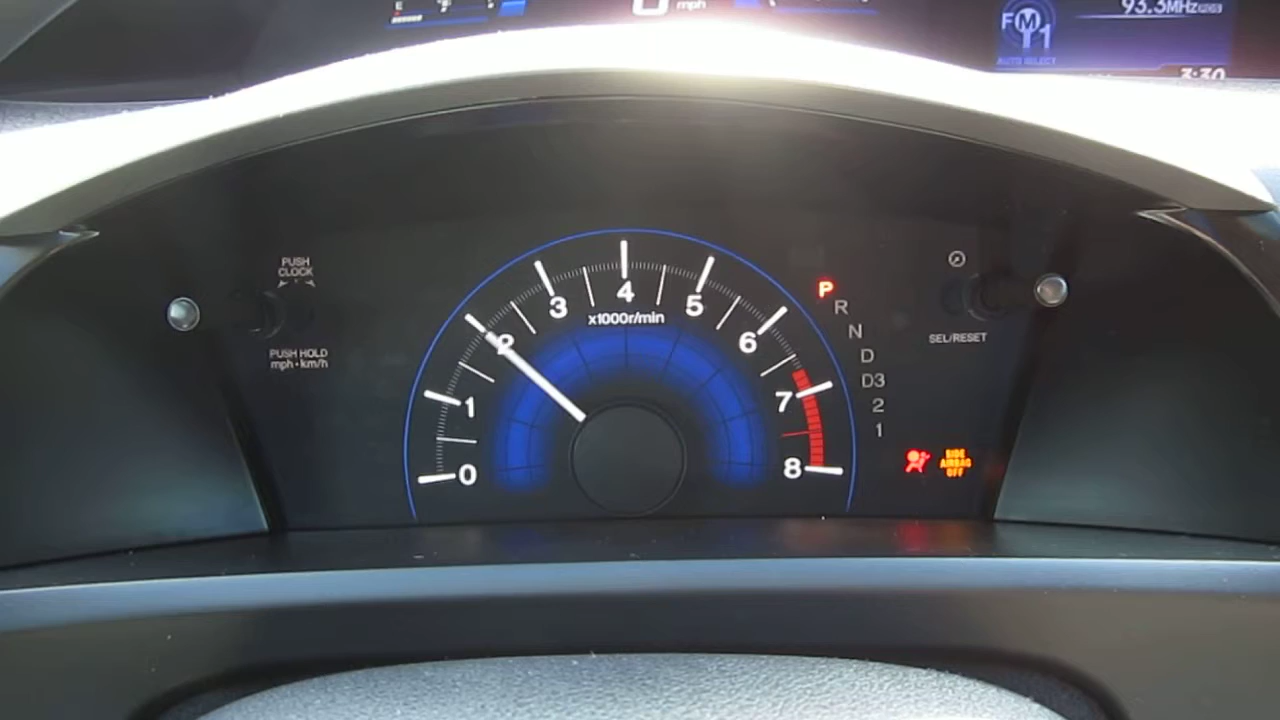 E
0 mph
93.3MHz
FM
1
AUTO SELECT
3:30
PUSH
CLOCK
PUSH HOLD
mph•km/h
0
1
2
3
4
5
6
7
8
x1000r/min
P
R
N
D
D3
2
1
SEL/RESET
SIDE
AIRBAG
OFF